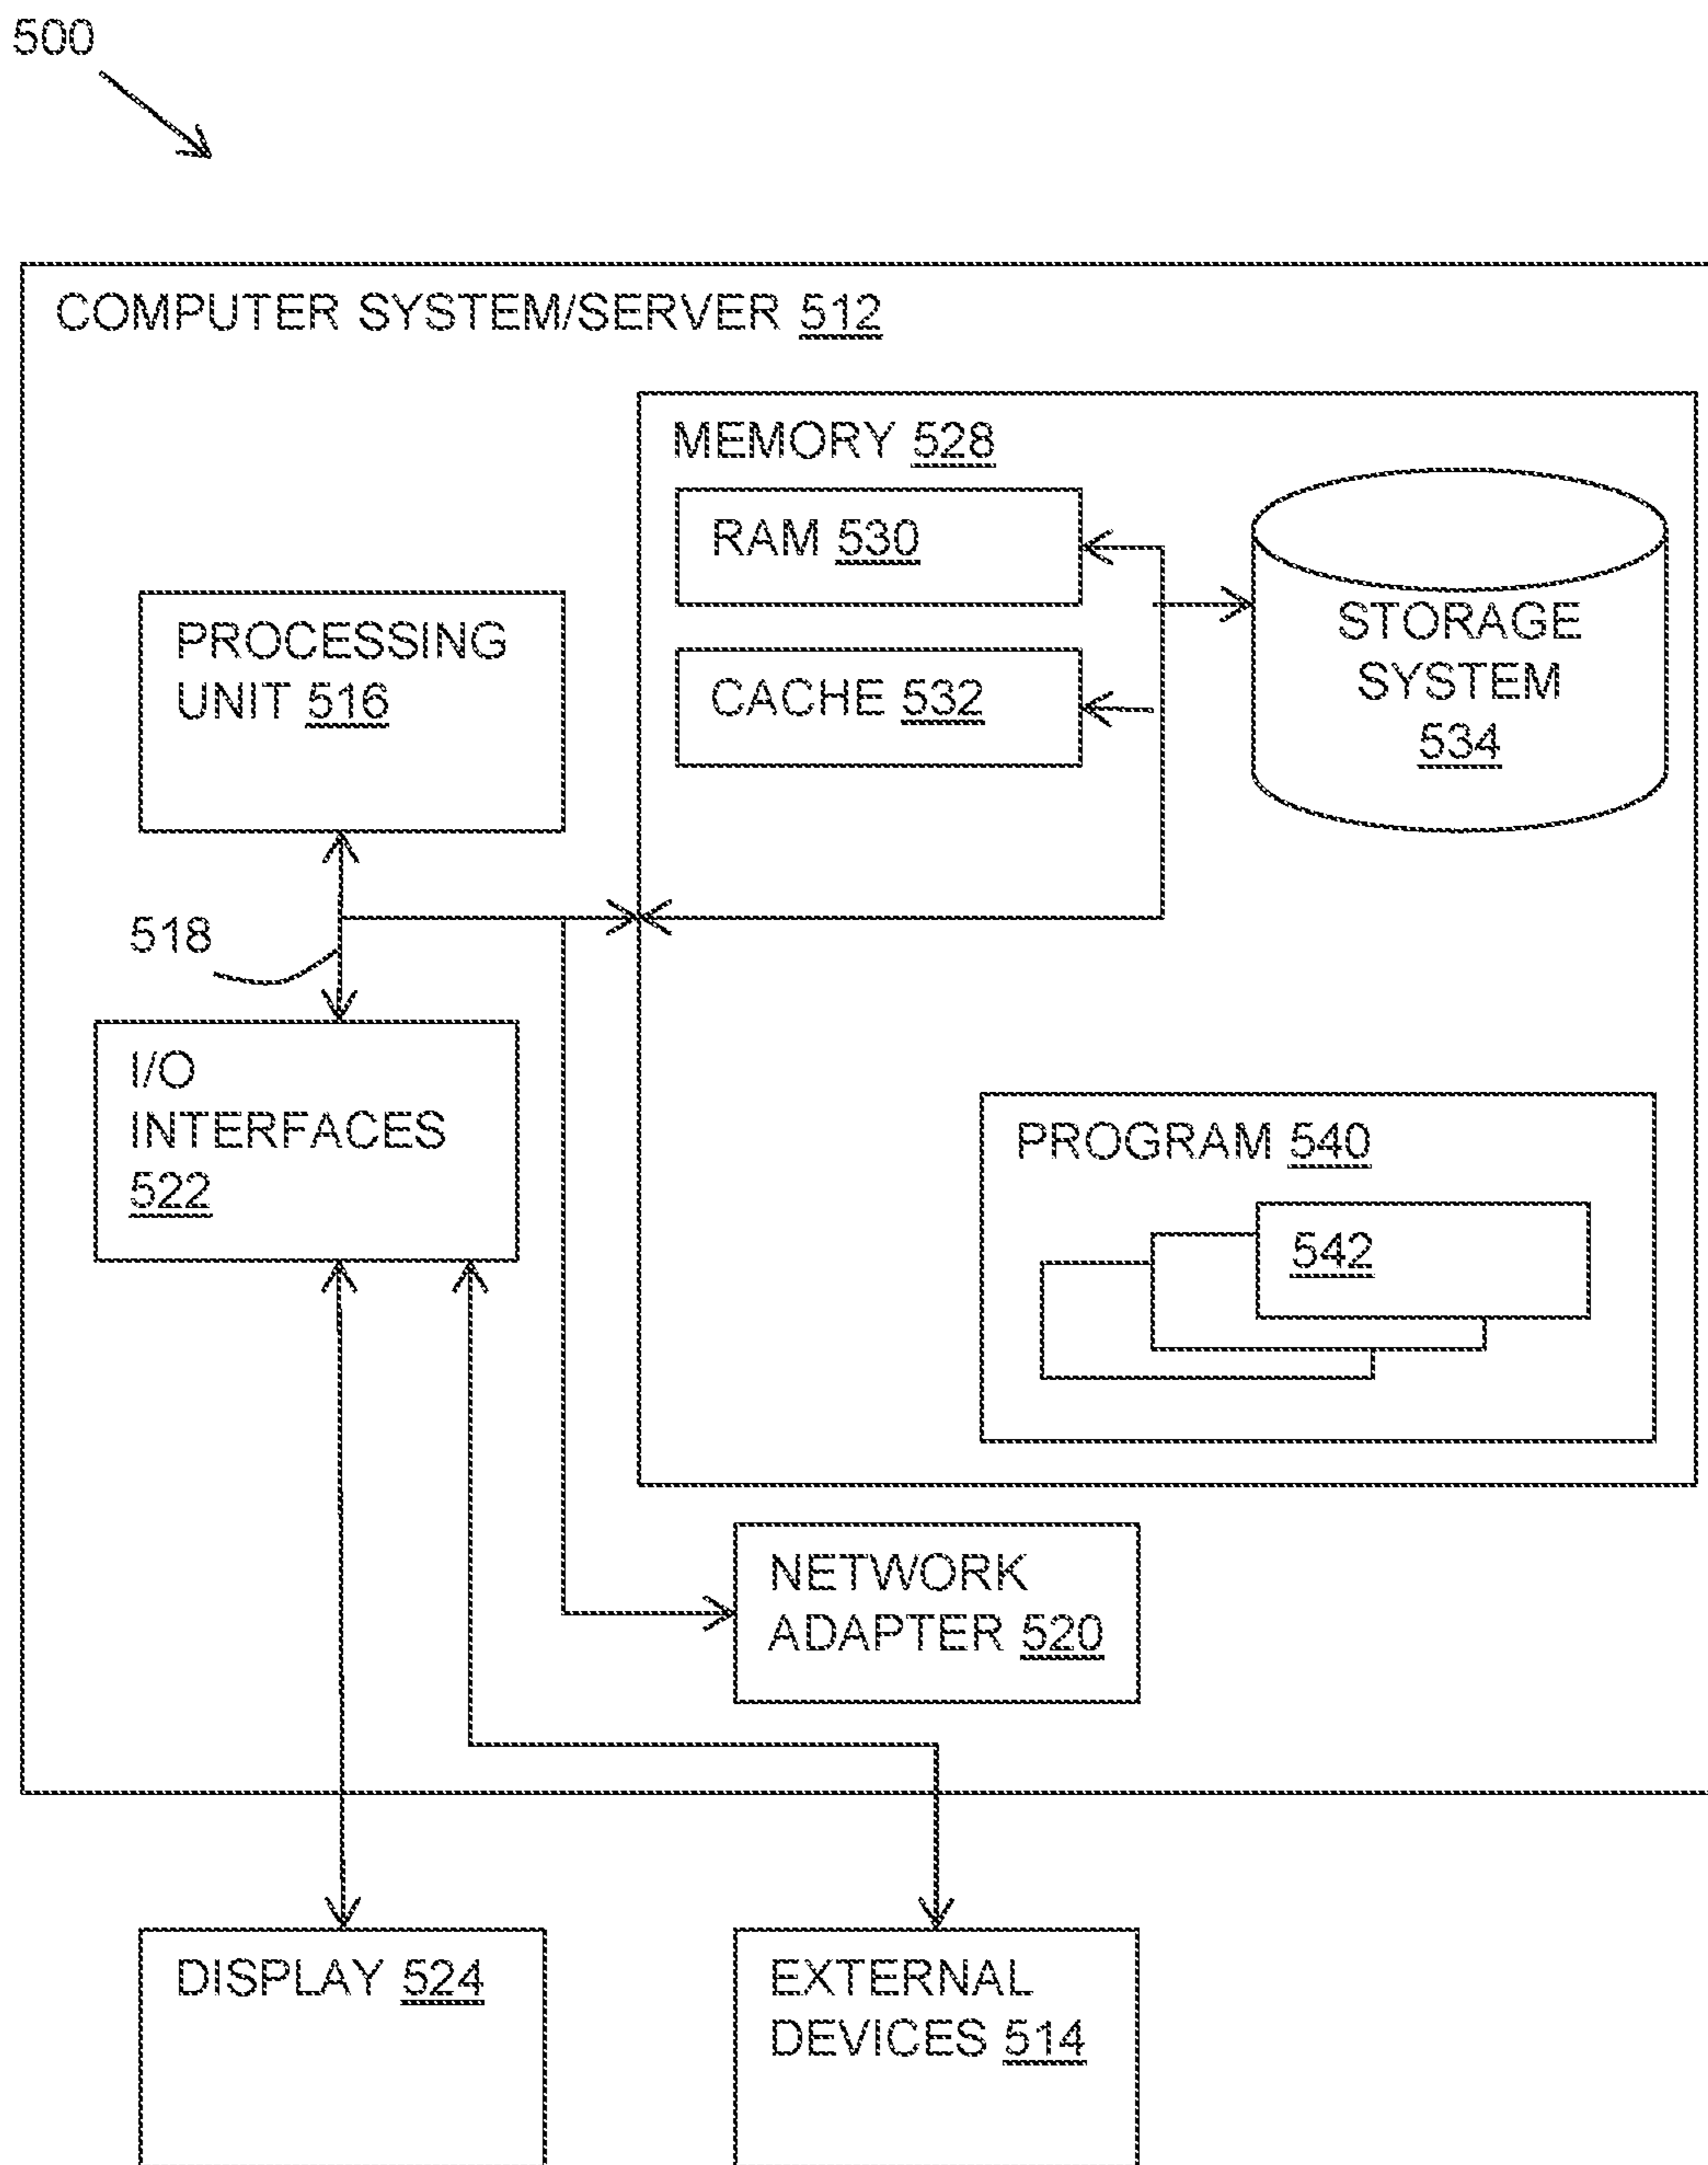 500
COMPUTER SYSTEM/SERVER 512
MEMORY 528
RAM 530
CACHE 532
STORAGE
SYSTEM
534
PROCESSING
UNIT 516
518
I/O
INTERFACES
522
PROGRAM 540
542
NETWORK
ADAPTER 520
DISPLAY 524
EXTERNAL
DEVICES 514